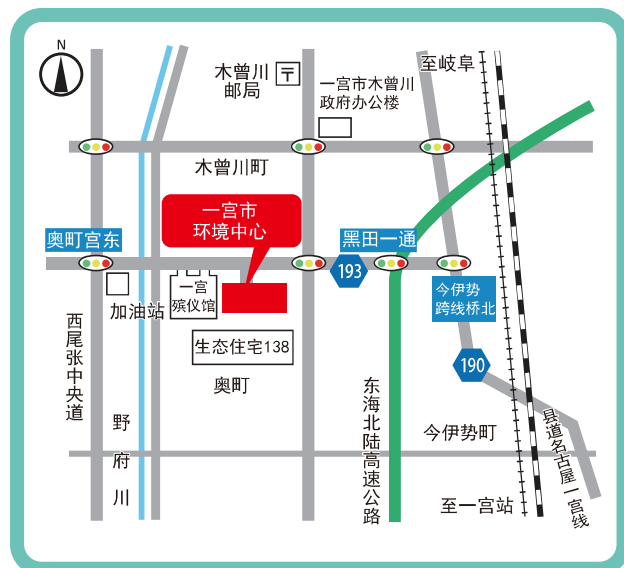 N
木曾川
邮局
一宫市木曾川
政府办公楼
至岐阜
木曾川町
一宫市
环境中心
奥町宫东
黑田一通
193
今伊势
跨线桥北
加油站
一宫
殡仪馆
生态住宅138
190
西尾张中央道
奥町
东海北陆高速公路
野府川
今伊势町
县道名古屋一宫线
至一宫站